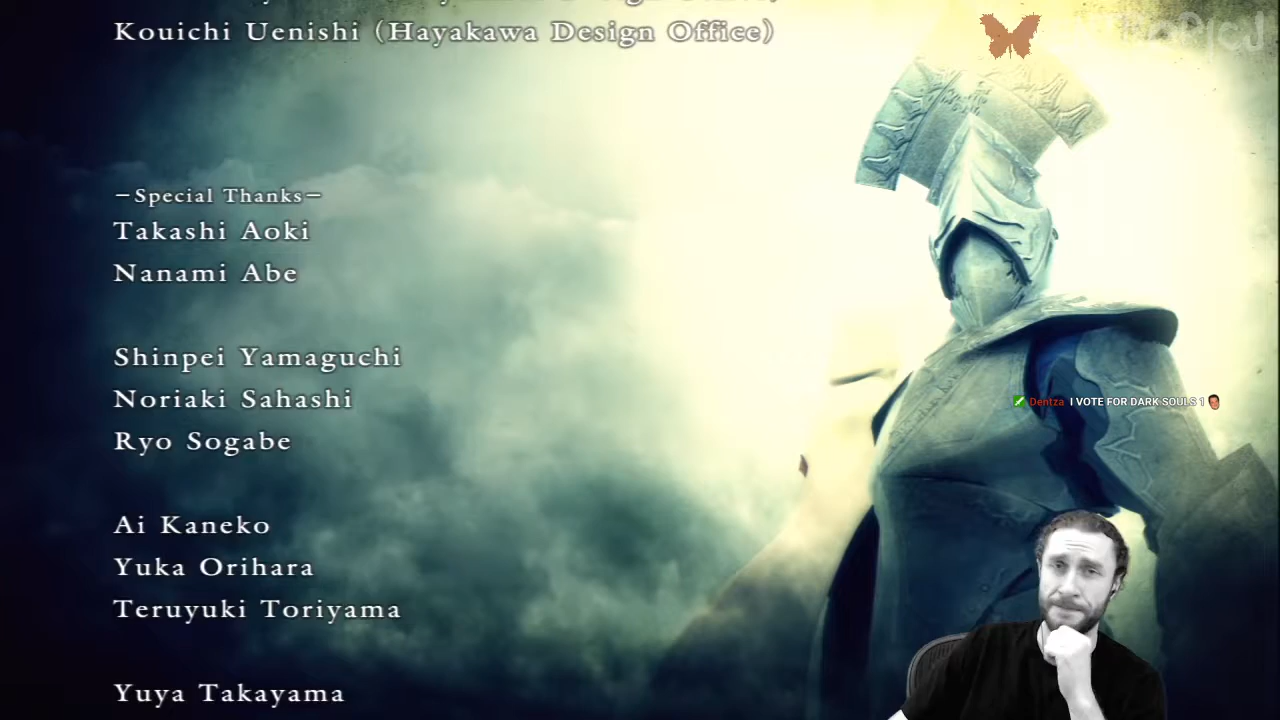 Kouichi Uenishi (Hayakawa Design Office)
－Special Thanks－
Takashi Aoki
Nanami Abe
Shinpei Yamaguchi
Noriaki Sahashi
Ryo Sogabe
Dentza I VOTE FOR DARK SOULS 1
Ai Kaneko
Yuka Orihara
Teruyuki Toriyama
Yuya Takayama